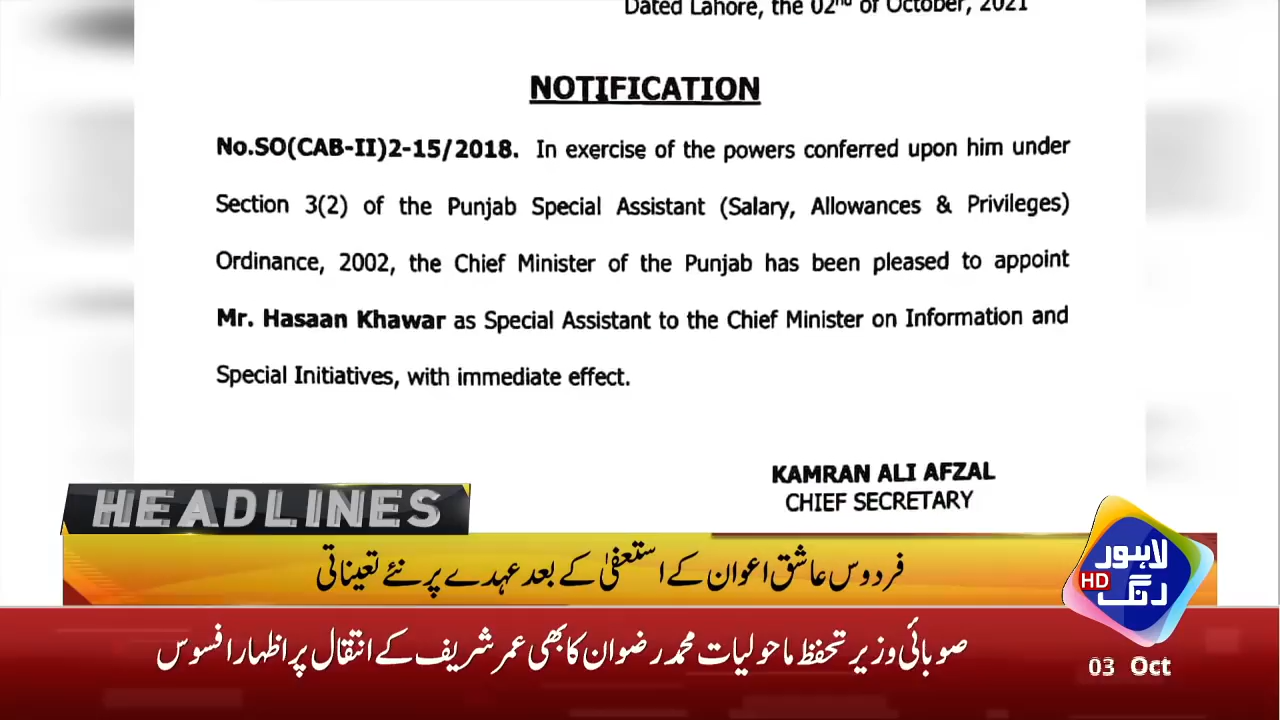 Dated Lahore, the 02nd of October, 2021
NOTIFICATION
No.SO(CAB-II)2-15/2018. In exercise of the powers conferred upon him under
Section 3(2) of the Punjab Special Assistant (Salary, Allowances & Privileges)
Ordinance, 2002, the Chief Minister of the Punjab has been pleased to appoint
Mr. Hasaan Khawar as Special Assistant to the Chief Minister on Information and
Special Initiatives, with immediate effect.
KAMRAN ALI AFZAL
CHIEF SECRETARY
HEADLINES
فردوس عاشق اعوان کے استعفیٰ کے بعد عہدے پر نئے تعیناتی
لاہور
HD رنگ
صوبائی وزیر تحفظ ماحولیات محمد رضوان کا بھی عمر شریف کے انتقال پر اظہار افسوس
03 Oct